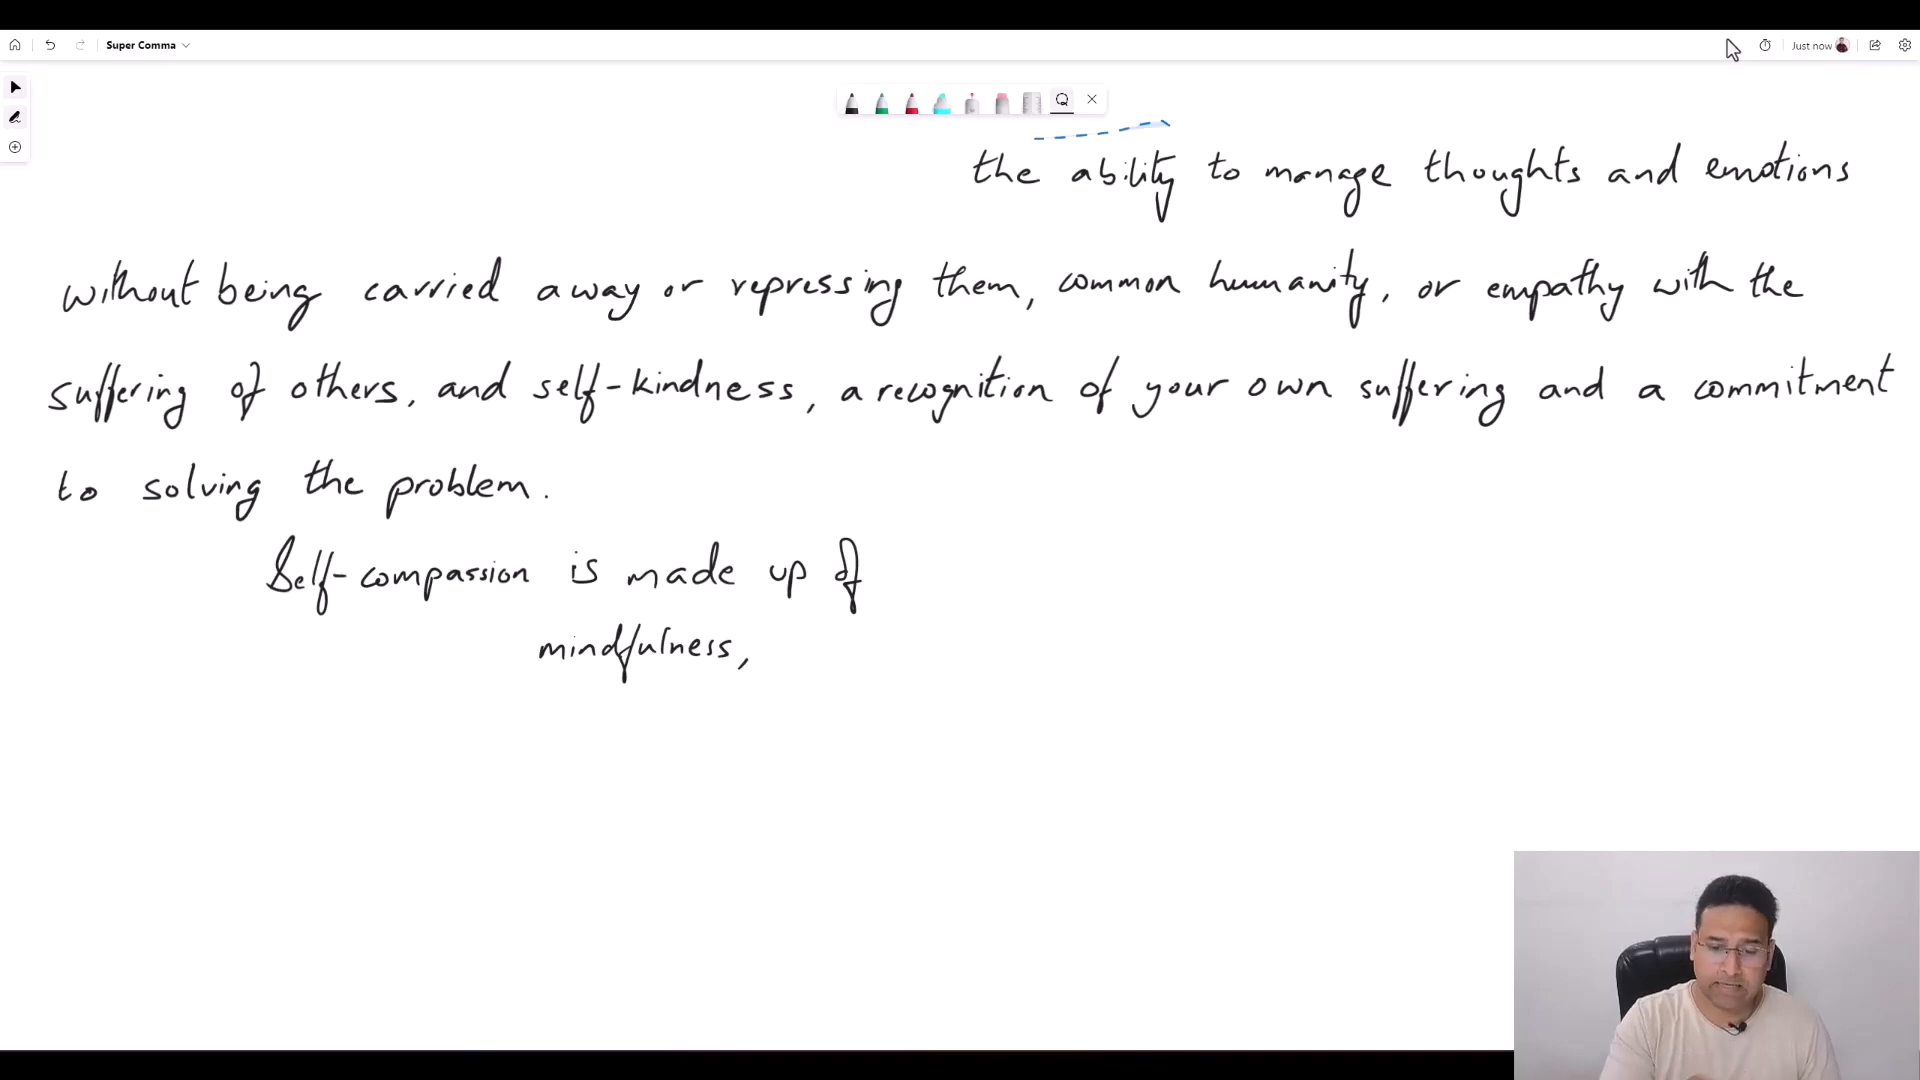 Super Comma
Just now
the ability to manage thoughts and emotions
without being carried away or repressing them, common humanity, or empathy with the
suffering of others, and self-kindness, a recognition of your own suffering and a commitment
to solving the problem.
Self-compassion is made up of
mindfulness,